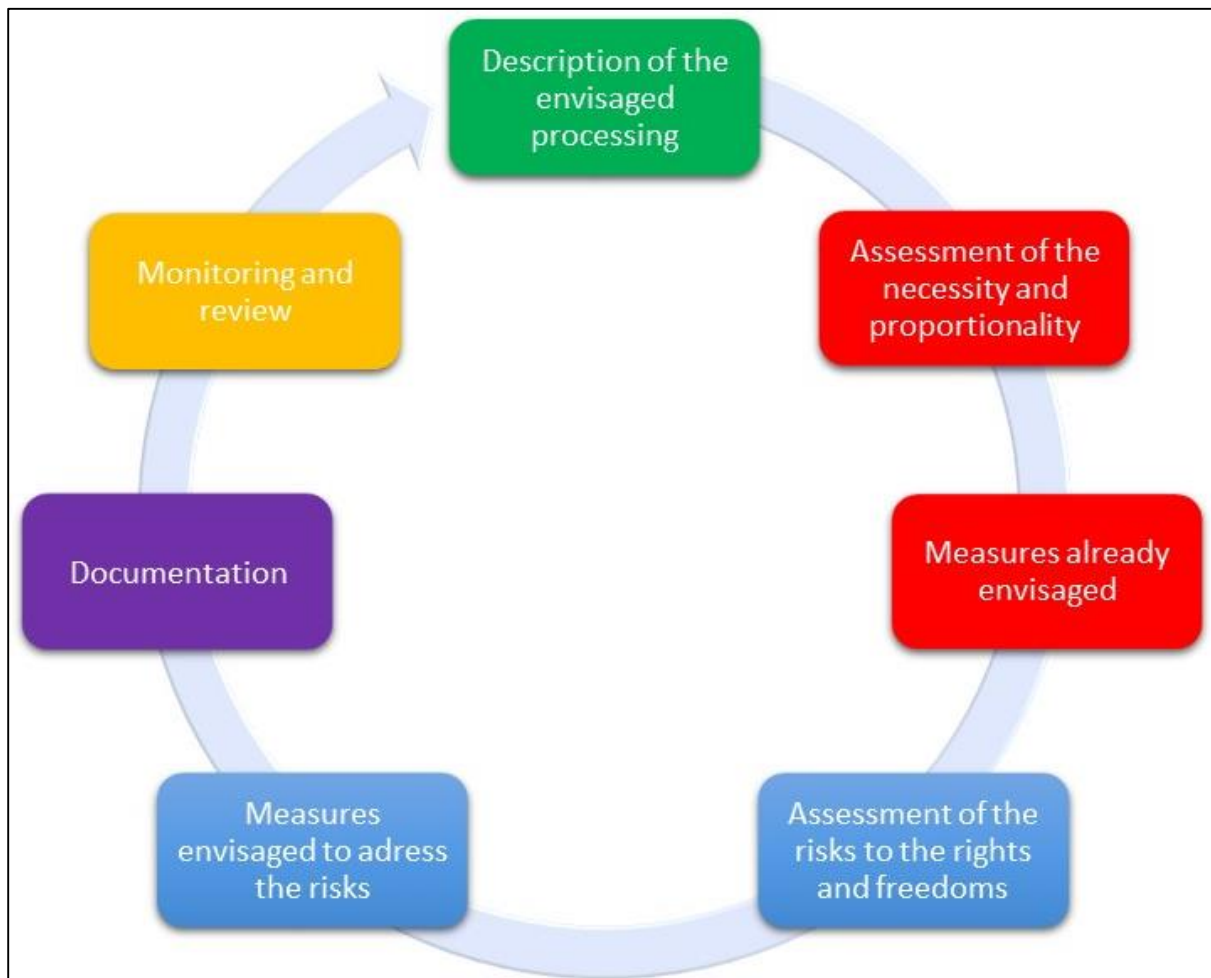 Description of the
envisaged
processing
Assessment of the
necessity and
proportionality
Measures already
envisaged
Assessment of the
risks to the rights
and freedoms
Measures
envisaged to adress
the risks
Documentation
Monitoring and
review